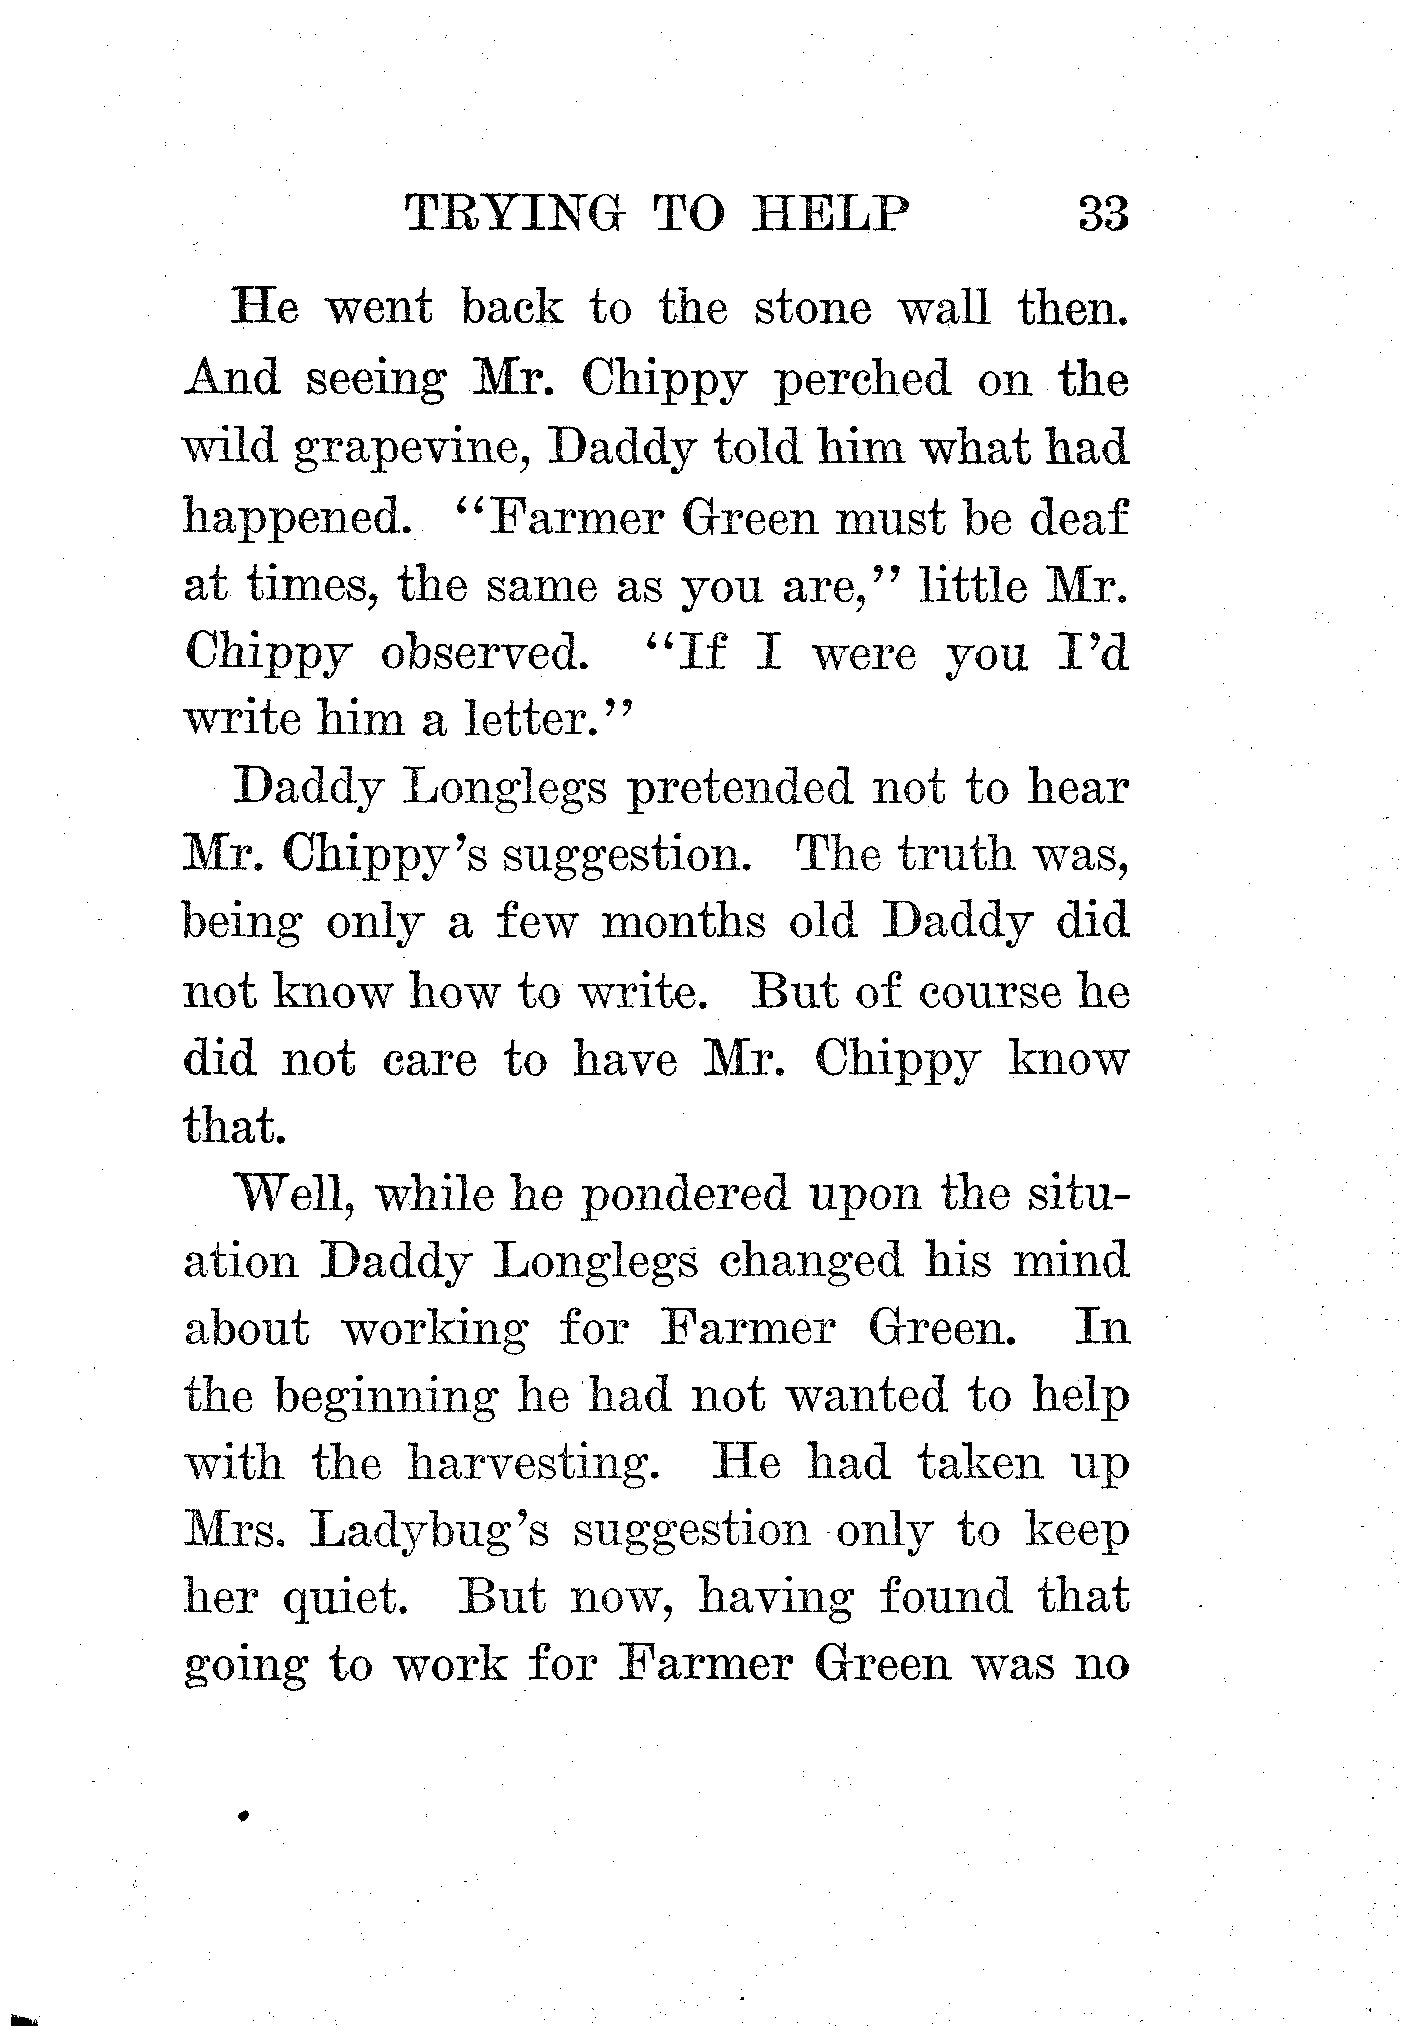 TRYING TO HELP 33
He went back to the stone wall then.
And seeing Mr. Chippy perched on the
wild grapevine, Daddy told him what had
happened. "Farmer Green must be deaf
at times, the same as you are," little Mr.
Chippy observed. "If I were you I'd
write him a letter."
Daddy Longlegs pretended not to hear
Mr. Chippy's suggestion. The truth was,
being only a few months old Daddy did
not know how to write. But of course he
did not care to have Mr. Chippy know
that.
Well, while he pondered upon the situ-
ation Daddy Longlegs changed his mind
about working for Farmer Green. In
the beginning he had not wanted to help
with the harvesting. He had taken up
Mrs. Ladybug's suggestion only to keep
her quiet. But now, having found that
going to work for Farmer Green was no